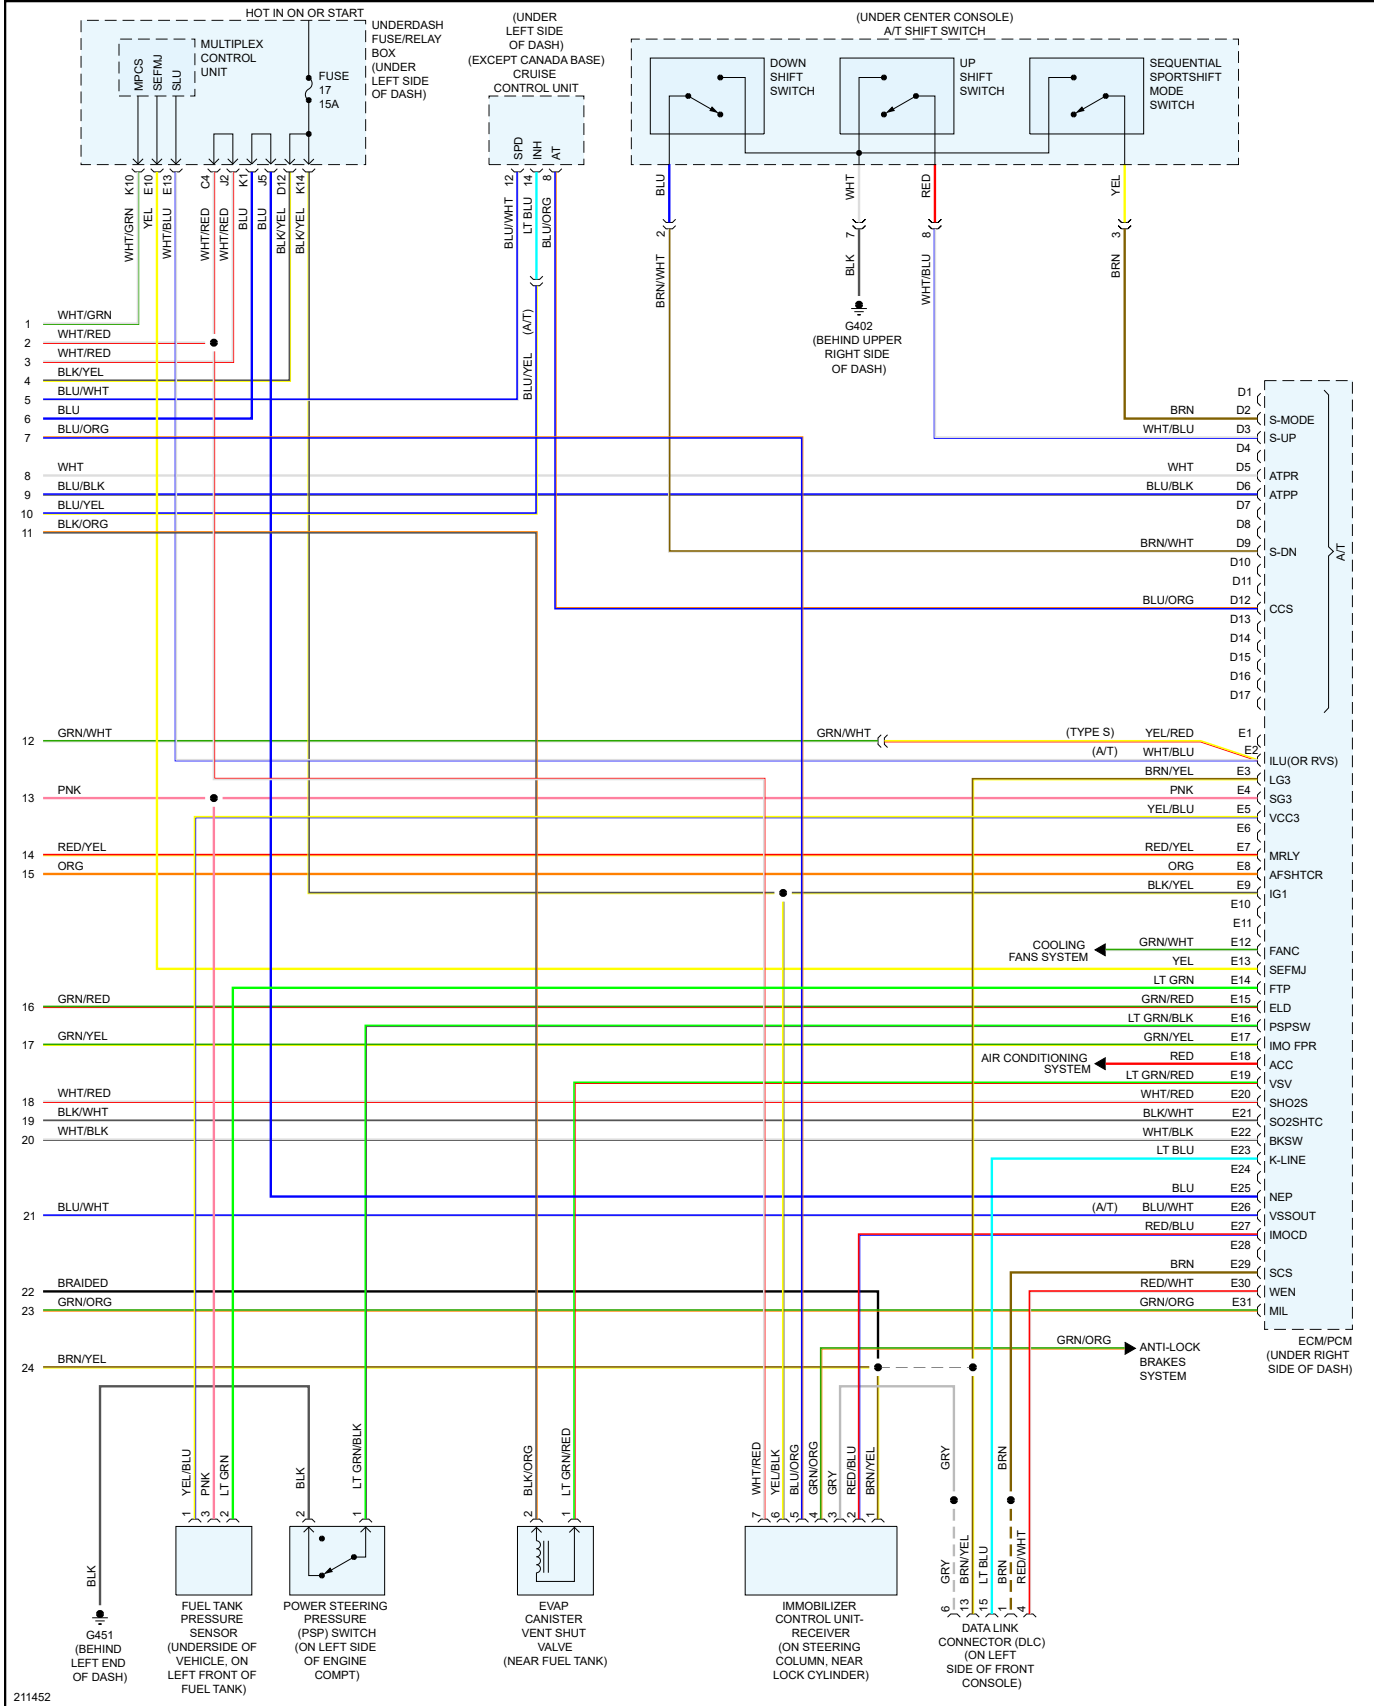 HOT IN ON OR START
UNDERDASH
FUSE/RELAY
BOX
(UNDER
LEFT SIDE
OF DASH)
MULTIPLEX
CONTROL
UNIT
MPCS
SEFMJ
SLU
FUSE
17
15A
K10
E10
E13
C4
J2
K1
J5
D12
K14
WHT/GRN
YEL
WHT/BLU
WHT/RED
WHT/RED
BLU
BLU
BLK/YEL
BLK/YEL
(UNDER
LEFT SIDE
OF DASH)
(EXCEPT CANADA BASE)
CRUISE
CONTROL UNIT
SPD
INH
AT
12
14
8
BLU/WHT
LT BLU
BLU/ORG
(A/T)
BLU/YEL
(UNDER CENTER CONSOLE)
A/T SHIFT SWITCH
DOWN
SHIFT
SWITCH
UP
SHIFT
SWITCH
SEQUENTIAL
SPORTSHIFT
MODE
SWITCH
BLU
WHT
RED
YEL
2
7
8
3
BRN/WHT
BLK
WHT/BLU
BRN
G402
(BEHIND UPPER
RIGHT SIDE
OF DASH)
1 WHT/GRN
2 WHT/RED
3 WHT/RED
4 BLK/YEL
5 BLU/WHT
6 BLU
7 BLU/ORG
8 WHT
9 BLU/BLK
10 BLU/YEL
11 BLK/ORG
12 GRN/WHT
13 PNK
14 RED/YEL
15 ORG
16 GRN/RED
17 GRN/YEL
18 WHT/RED
19 BLK/WHT
20 WHT/BLK
21 BLU/WHT
22 BRAIDED
23 GRN/ORG
24 BRN/YEL
D1
BRN D2 S-MODE
WHT/BLU D3 S-UP
D4
WHT D5 ATPR
BLU/BLK D6 ATPP
D7
D8
BRN/WHT D9 S-DN
D10
D11
BLU/ORG D12 CCS
D13
D14
D15
D16
D17
A/T
GRN/WHT (TYPE S) YEL/RED E1
(A/T) WHT/BLU E2 ILU(OR RVS)
BRN/YEL E3 LG3
PNK E4 SG3
YEL/BLU E5 VCC3
E6
RED/YEL E7 MRLY
ORG E8 AFSHTCR
BLK/YEL E9 IG1
E10
E11
COOLING
FANS SYSTEM
GRN/WHT E12 FANC
YEL E13 SEFMJ
LT GRN E14 FTP
GRN/RED E15 ELD
LT GRN/BLK E16 PSPSW
GRN/YEL E17 IMO FPR
AIR CONDITIONING
SYSTEM
RED E18 ACC
LT GRN/RED E19 VSV
WHT/RED E20 SHO2S
BLK/WHT E21 SO2SHTC
WHT/BLK E22 BKSW
LT BLU E23 K-LINE
E24
BLU E25 NEP
(A/T) BLU/WHT E26 VSSOUT
RED/BLU E27 IMOCD
E28
BRN E29 SCS
RED/WHT E30 WEN
GRN/ORG E31 MIL
ECM/PCM
(UNDER RIGHT
SIDE OF DASH)
GRN/ORG
ANTI-LOCK
BRAKES
SYSTEM
BLK
G451
(BEHIND
LEFT END
OF DASH)
YEL/BLU
PNK
LT GRN
1
3
2
FUEL TANK
PRESSURE
SENSOR
(UNDERSIDE OF
VEHICLE, ON
LEFT FRONT OF
FUEL TANK)
BLK
LT GRN/BLK
2
1
POWER STEERING
PRESSURE
(PSP) SWITCH
(ON LEFT SIDE
OF ENGINE
COMPT)
BLK/ORG
LT GRN/RED
2
1
EVAP
CANISTER
VENT SHUT
VALVE
(NEAR FUEL TANK)
WHT/RED
YEL/BLK
BLU/ORG
GRN/ORG
GRY
RED/BLU
BRN/YEL
7
6
5
4
3
2
1
IMMOBILIZER
CONTROL UNIT-
RECEIVER
(ON STEERING
COLUMN, NEAR
LOCK CYLINDER)
GRY
BRN
GRY
BRN/YEL
LT BLU
BRN
RED/WHT
6
13
15
1
4
DATA LINK
CONNECTOR (DLC)
(ON LEFT
SIDE OF FRONT
CONSOLE)
211452